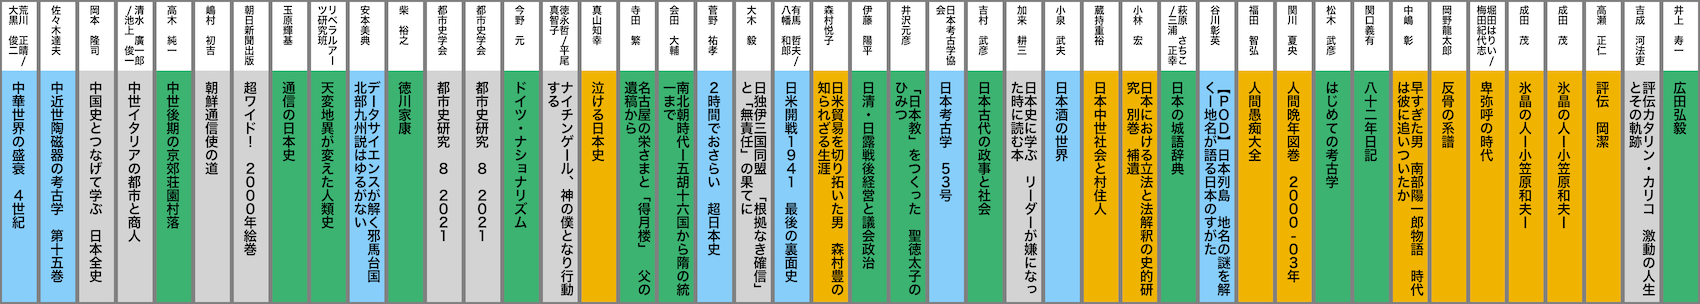 井上　寿一
広田弘毅
吉成　河法吏
評伝カタリン・カリコ　激動の人生
とその軌跡
高瀬　正仁
評伝　岡潔
成田　茂
氷晶の人ー小笠原和夫ー
成田　茂
氷晶の人ー小笠原和夫ー
堀田はりい／
梅田紀代志
卑弥呼の時代
岡野龍太郎
反骨の系譜
中嶋　彰
早すぎた男　南部陽一郎物語　時代
は彼に追いついたか
関口義有
八十二年日記
松木　武彦
はじめての考古学
関川　夏央
人間晩年図巻　２０００-０３年
福田　智弘
人間愚痴大全
谷川彰英
【ＰＯＤ】日本列島　地名の謎を解
くー地名が語る日本のすがた
萩原　さちこ
／三浦　正幸
日本の城語辞典
小林　宏
日本における立法と法解釈の史的研
究　別巻　補遺
蔵持重裕
日本中世社会と村住人
小泉　武夫
日本酒の世界
加来　耕三
日本史に学ぶ　リーダーが嫌になっ
た時に読む本
吉村　武彦
日本古代の政事と社会
日本考古学協
会
日本考古学　５３号
井沢元彦
「日本教」をつくった　聖徳太子の
ひみつ
伊藤　陽平
日清・日露戦後経営と議会政治
森村悦子
日米貿易を切り拓いた男　森村豊の
知られざる生涯
有馬　哲夫／
八幡　和郎
日米開戦１９４１　最後の裏面史
大木　毅
日独伊三国同盟　「根拠なき確信」
と「無責任」の果てに
菅野　祐孝
２時間でおさらい　超日本史
会田　大輔
南北朝時代ー五胡十六国から隋の統
一まで
寺田　繁
名古屋の栄さまと「得月楼」　父の
遺稿から
真山知幸
泣ける日本史
徳永哲／平尾
真智子
ナイチンゲール、神の僕となり行動
する
今野　元
ドイツ・ナショナリズム
都市史学会
都市史研究　８　２０２１
都市史学会
都市史研究　８　２０２１
柴　裕之
徳川家康
安本美典
データサイエンスが解く邪馬台国
北部九州説はゆるがない
リベラルアー
ツ研究班
天変地異が変えた人類史
玉原輝基
通信の日本史
朝日新聞出版
超ワイド！　２０００年絵巻
嶋村　初吉
朝鮮通信使の道
高木　純一
中世後期の京郊荘園村落
清水　廣一郎
／池上　俊一
中世イタリアの都市と商人
岡本　隆司
中国史とつなげて学ぶ　日本全史
佐々木達夫
中近世陶磁器の考古学　第十五巻
荒川　正晴／
大黒　俊二
中華世界の盛衰　４世紀